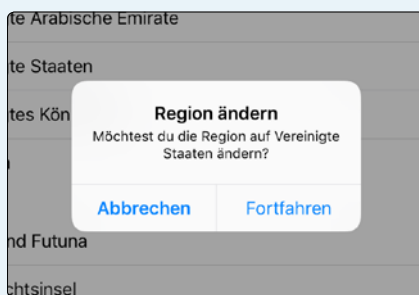 te Arabische Emirate
te Staaten
tes Kön
Region ändern
Möchtest du die Region auf Vereinigte
Staaten ändern?
Abbrechen
Fortfahren
nd Futuna
chtsinsel